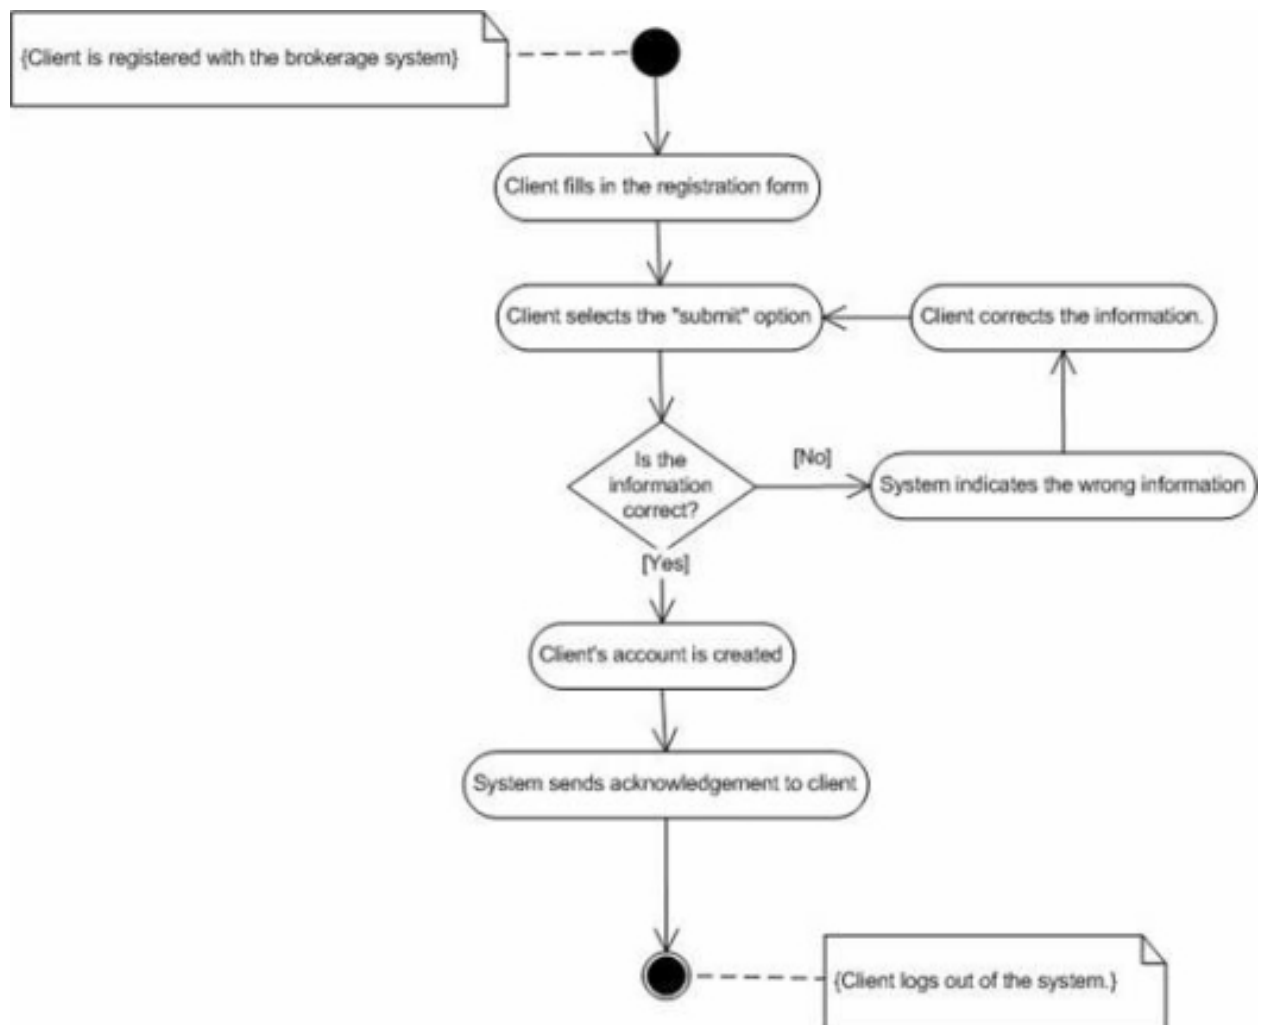 {Client is registered with the brokerage system}
Client fills in the registration form
Client selects the "submit" option
Client corrects the information.
Is the
information
correct?
[No]
System indicates the wrong information
[Yes]
Client's account is created
System sends acknowledgement to client
{Client logs out of the system.}